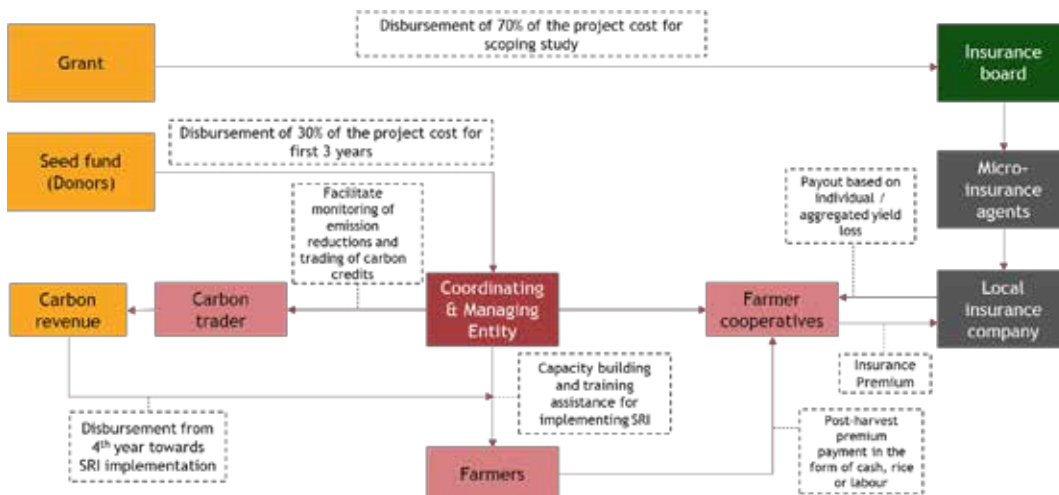 Disbursement of 70% of the project cost for
scoping study
Grant
Insurance
board
Disbursement of 30% of the project cost for
first 3 years
Seed fund
(Donors)
Facilitate
monitoring of
emission
reductions and
trading of carbon
credits
Payout based on
individual /
aggregated yield
loss
Micro-
insurance
agents
Carbon
revenue
Carbon
trader
Coordinating
& Managing
Entity
Farmer
cooperatives
Local
insurance
company
Insurance
Premium
Capacity building
and training
assistance for
implementing SRI
Disbursement from
4th year towards
SRI implementation
Farmers
Post-harvest
premium
payment in the
form of cash, rice
or labour